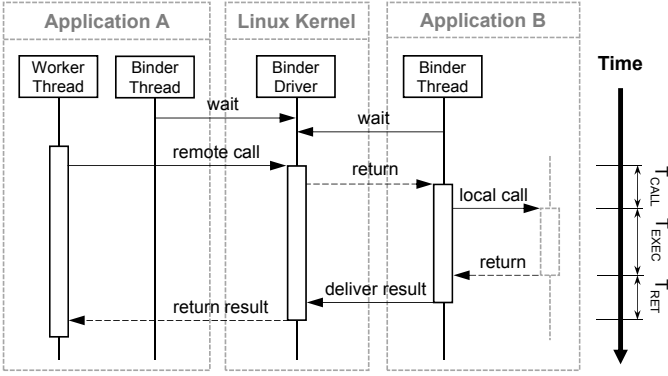 Application A
Linux Kernel
Application B
Worker
Thread
Binder
Thread
Binder
Driver
Binder
Thread
Time
wait
wait
remote call
return
local call
return
deliver result
return result
T_CALL
T_EXEC
T_RET